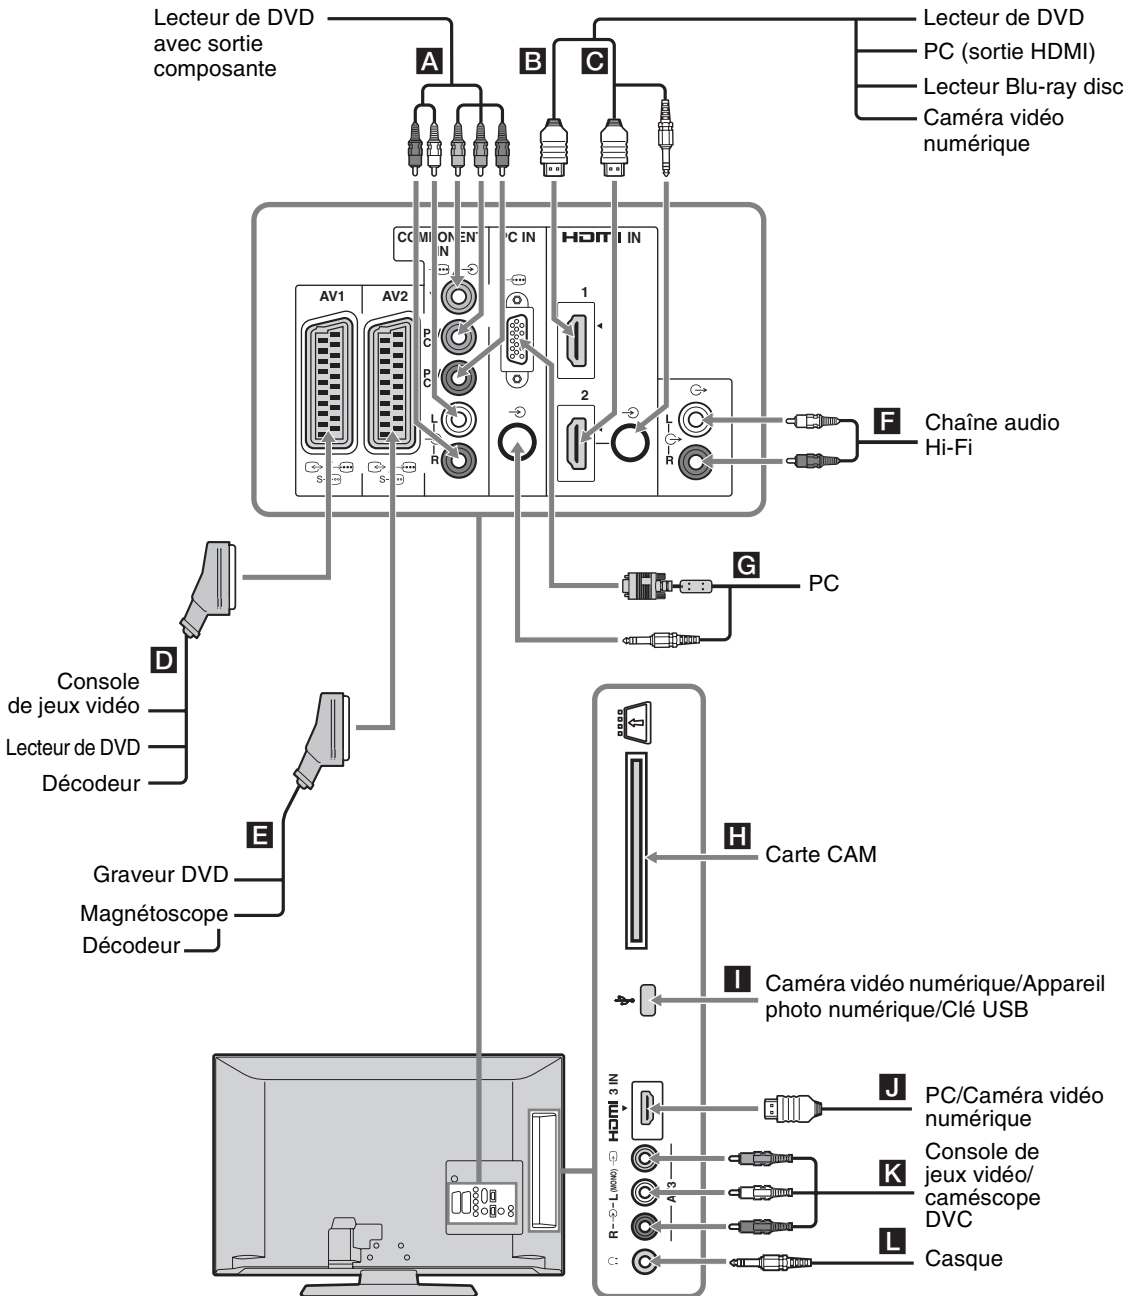 Lecteur de DVD
avec sortie
composante
A
B
C
Lecteur de DVD
PC (sortie HDMI)
Lecteur Blu-ray disc
Caméra vidéo
numérique
COMPONENT
IN
PC IN
HDMI IN
AV1
AV2
1
2
L
R
L
R
S
S
F
Chaîne audio
Hi-Fi
G
PC
D
Console
de jeux vidéo
Lecteur de DVD
Décodeur
E
Graveur DVD
Magnétoscope
Décodeur
H
Carte CAM
I
Caméra vidéo numérique/Appareil
photo numérique/Clé USB
HDMI 3 IN
J
PC/Caméra vidéo
numérique
L (MONO)
R
K
Console de
jeux vidéo/
caméscope
DVC
L
Casque